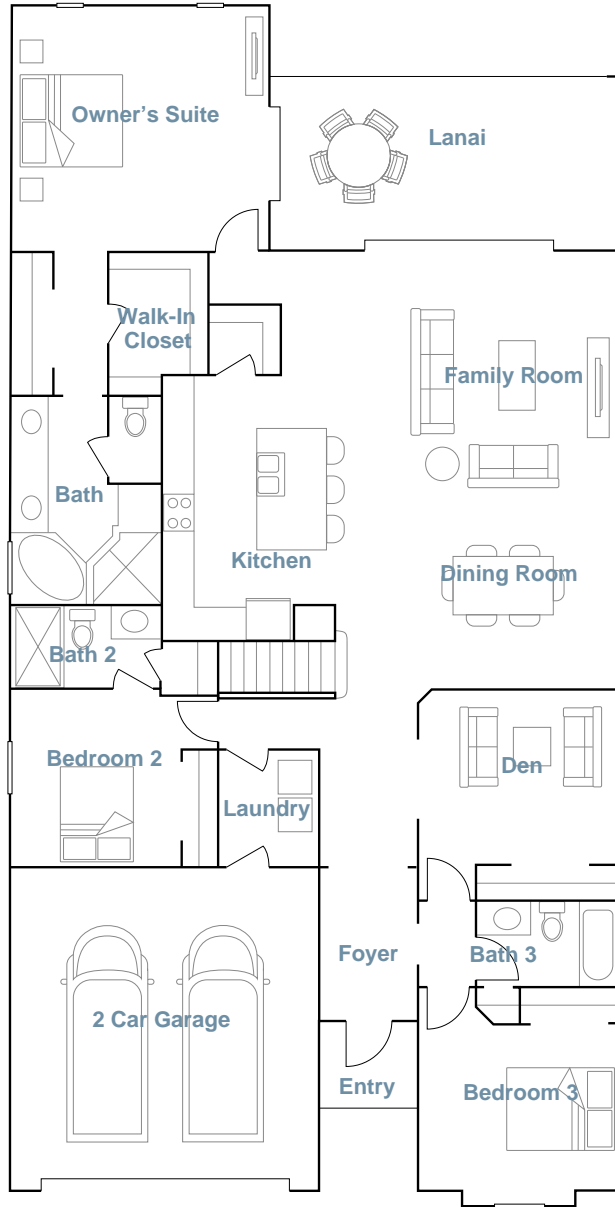 Owner's Suite
Lanai
Walk-In
Closet
Family Room
Bath
Kitchen
Dining Room
Bath 2
Bedroom 2
Den
Laundry
Foyer
Bath 3
2 Car Garage
Entry
Bedroom 3